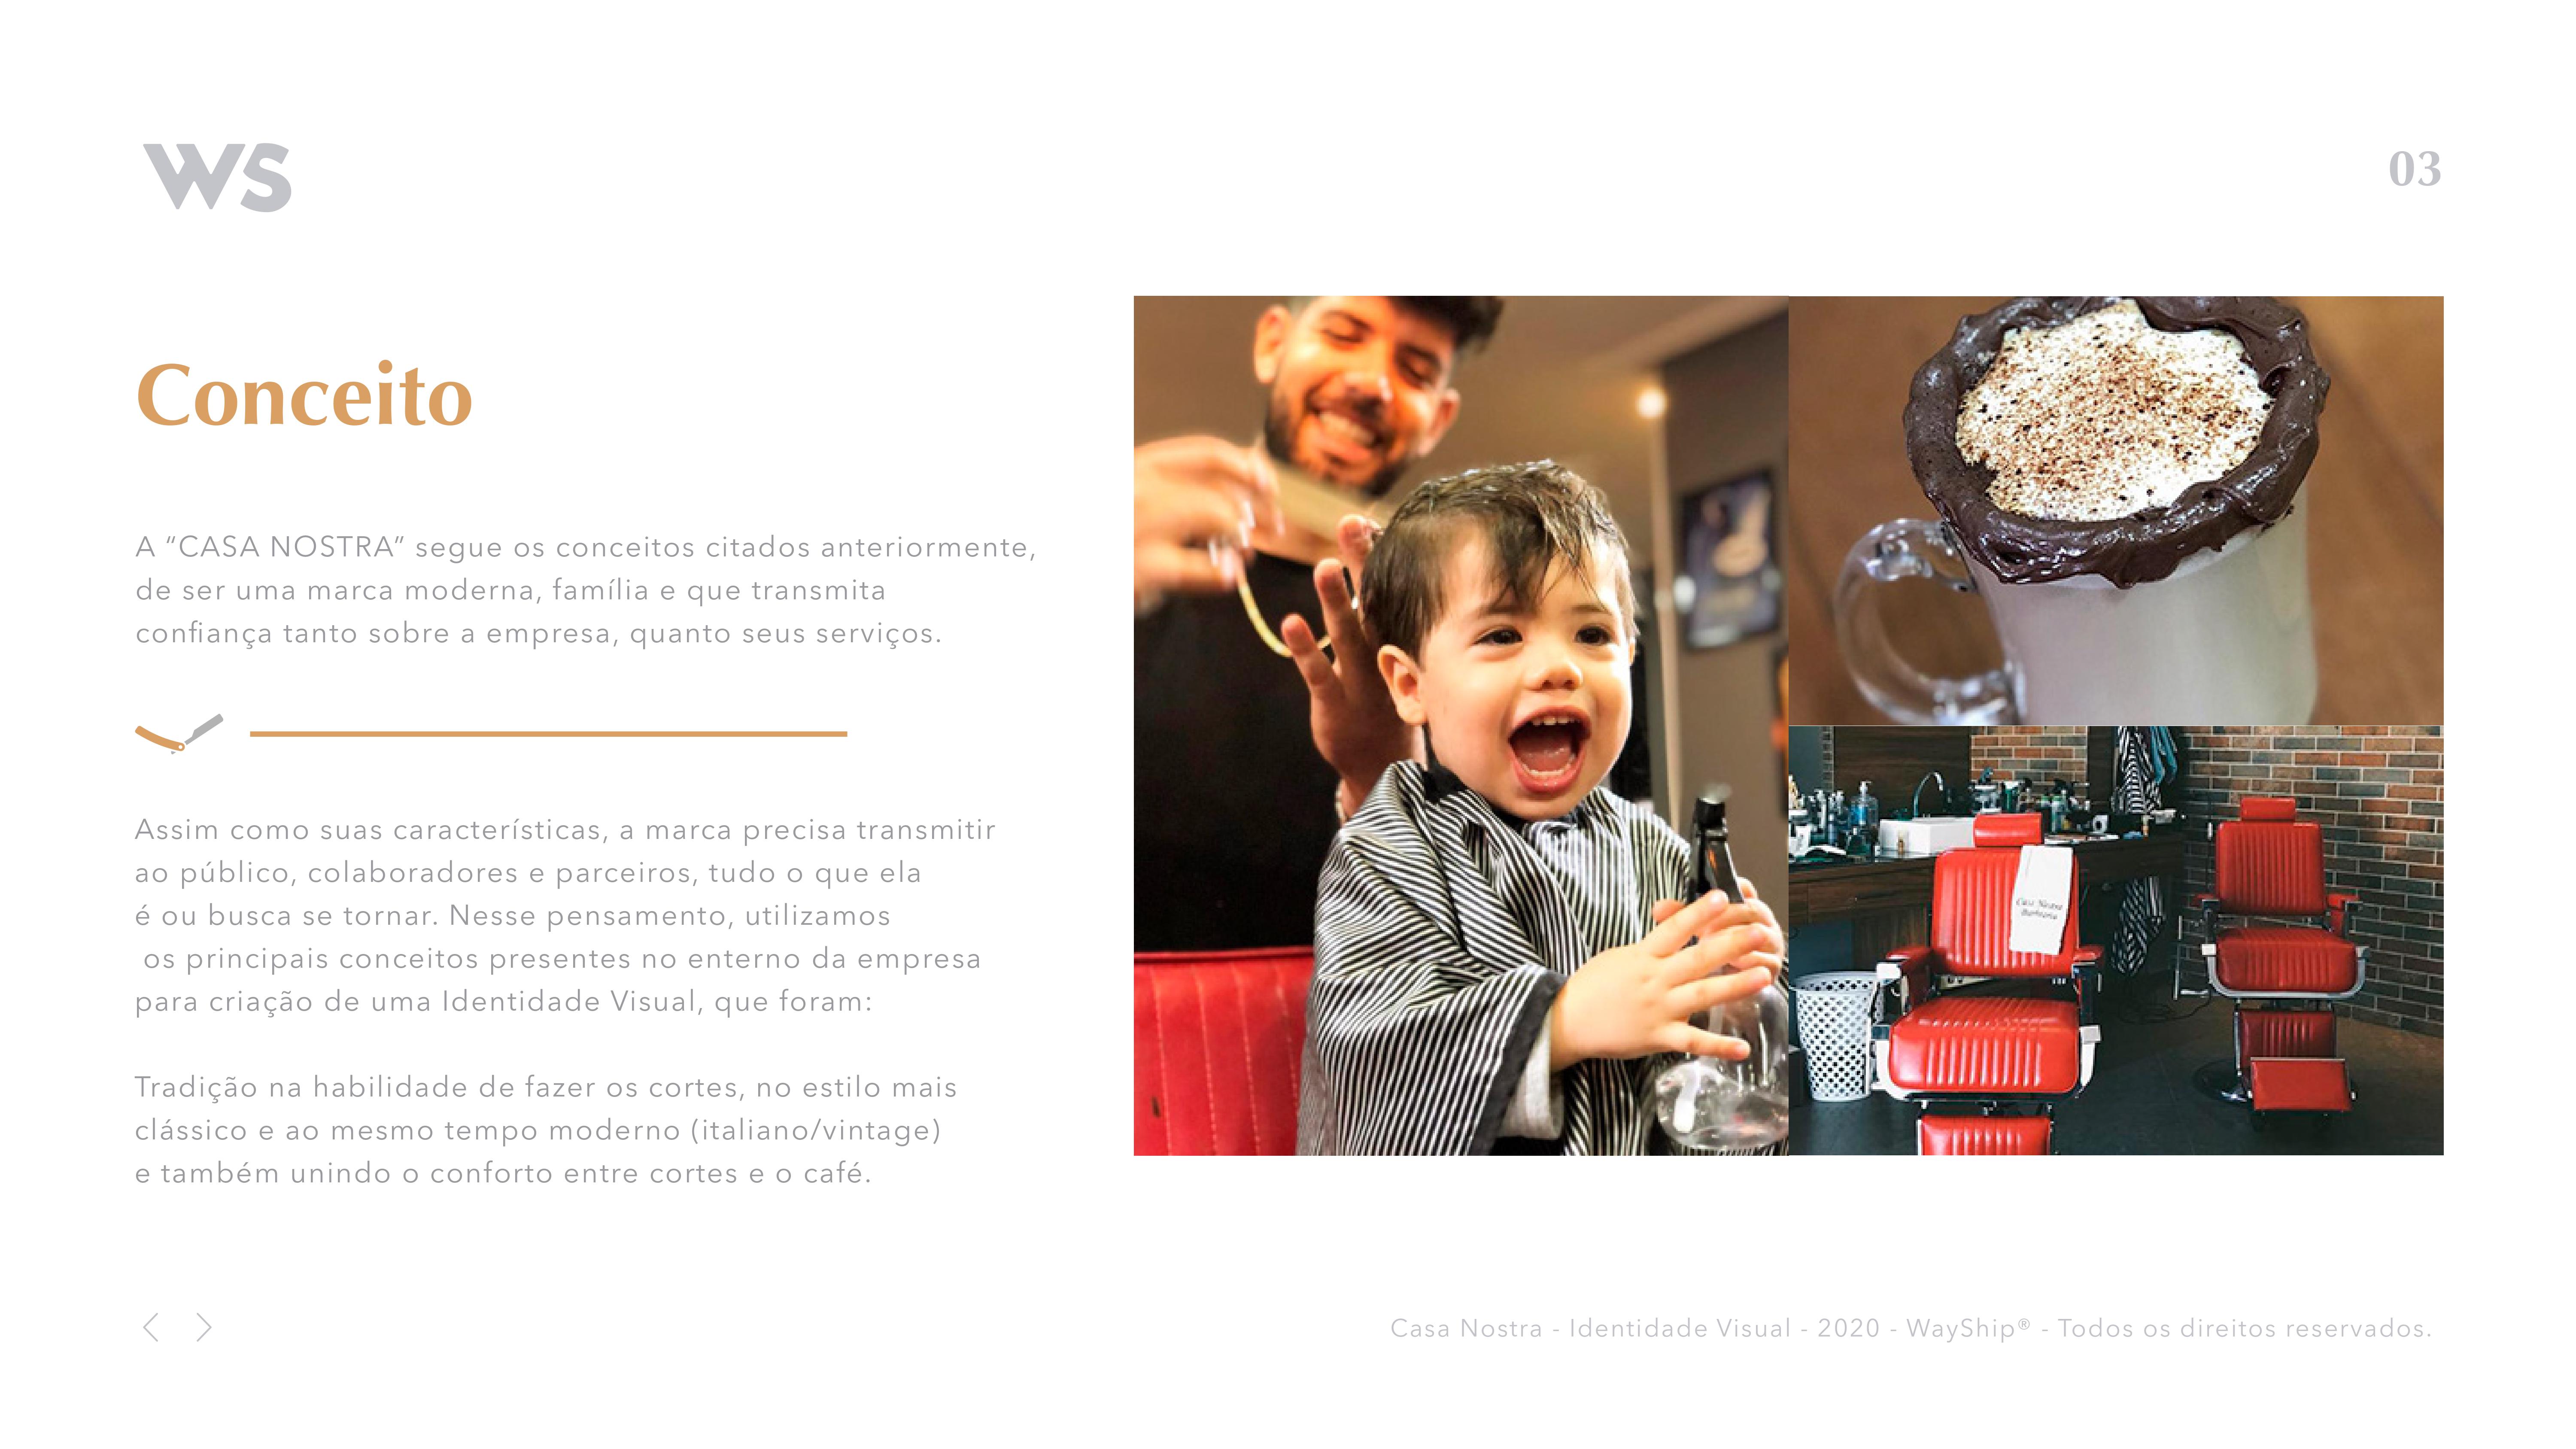 WS
03
Conceito
A “CASA NOSTRA” segue os conceitos citados anteriormente,
de ser uma marca moderna, família e que transmita
confiança tanto sobre a empresa, quanto seus serviços.
Assim como suas características, a marca precisa transmitir
ao público, colaboradores e parceiros, tudo o que ela
é ou busca se tornar. Nesse pensamento, utilizamos
os principais conceitos presentes no enterno da empresa
para criação de uma Identidade Visual, que foram:
Tradição na habilidade de fazer os cortes, no estilo mais
clássico e ao mesmo tempo moderno (italiano/vintage)
e também unindo o conforto entre cortes e o café.
Casa Nostra
Barbearia
Casa Nostra - Identidade Visual - 2020 - WayShip® - Todos os direitos reservados.